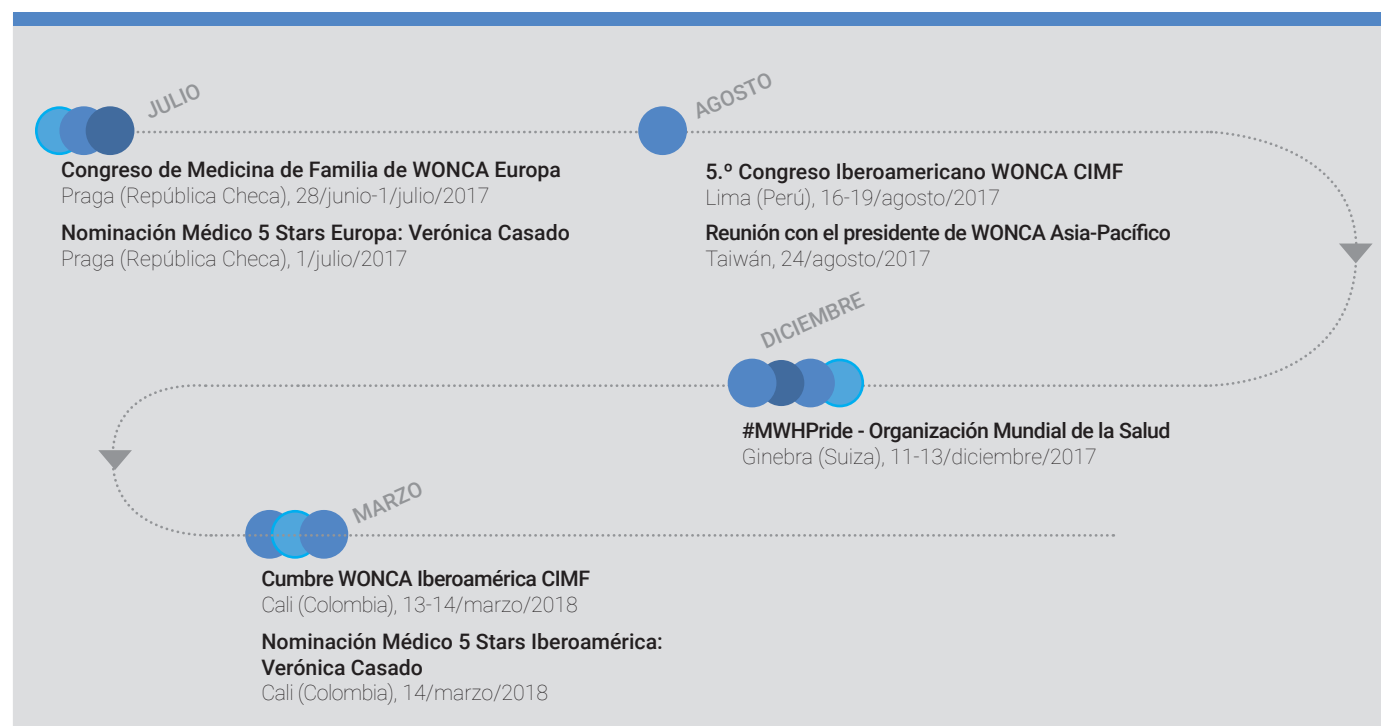 JULIO
Congreso de Medicina de Familia de WONCA Europa
Praga (República Checa), 28/junio-1/julio/2017
Nominación Médico 5 Stars Europa: Verónica Casado
Praga (República Checa), 1/julio/2017
AGOSTO
5.º Congreso Iberoamericano WONCA CIMF
Lima (Perú), 16-19/agosto/2017
Reunión con el presidente de WONCA Asia-Pacífico
Taiwán, 24/agosto/2017
DICIEMBRE
#MWHPride - Organización Mundial de la Salud
Ginebra (Suiza), 11-13/diciembre/2017
MARZO
Cumbre WONCA Iberoamérica CIMF
Cali (Colombia), 13-14/marzo/2018
Nominación Médico 5 Stars Iberoamérica:
Verónica Casado
Cali (Colombia), 14/marzo/2018